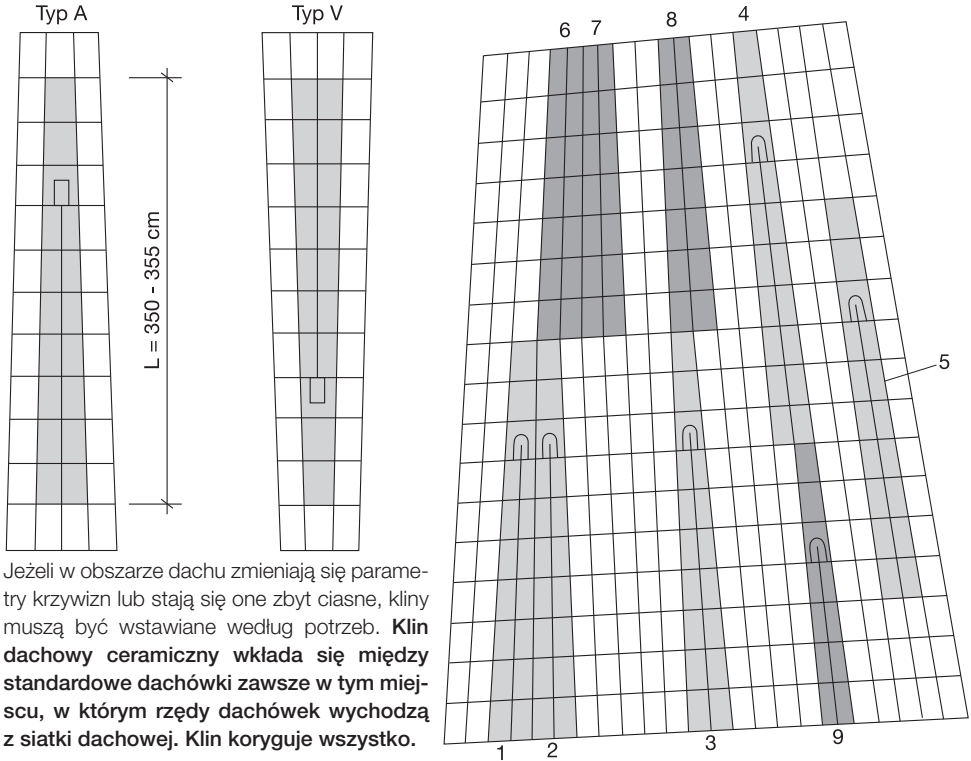 Typ A
Typ V
L = 350 - 355 cm
6 7 8 4
5
1 2 3 9
Jeżeli w obszarze dachu zmieniają się parame-
try krzywizn lub stają się one zbyt ciasne, kliny
muszą być wstawiane według potrzeb. Klin
dachowy ceramiczny wkłada się między
standardowe dachówki zawsze w tym miej-
scu, w którym rzędy dachówek wychodzą
z siatki dachowej. Klin koryguje wszystko.